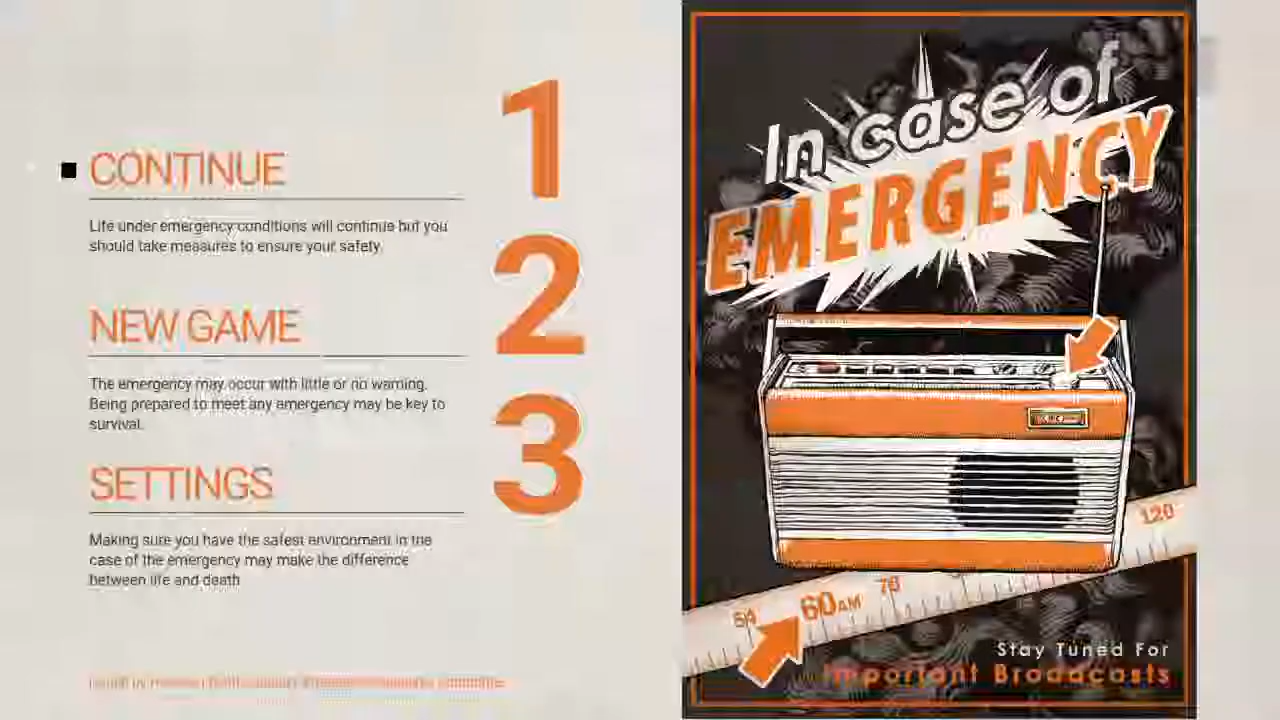 CONTINUE
1
Life under emergency conditions will continue but you
should take measures to ensure your safety.
NEW GAME
2
The emergency may occur with little or no warning.
Being prepared to meet any emergency may be key to
survival.
SETTINGS
3
Making sure you have the safest environment in the
case of the emergency may make the difference
between life and death
In case of
EMERGENCY
120
60AM
70
Stay Tuned For
Important Broadcasts